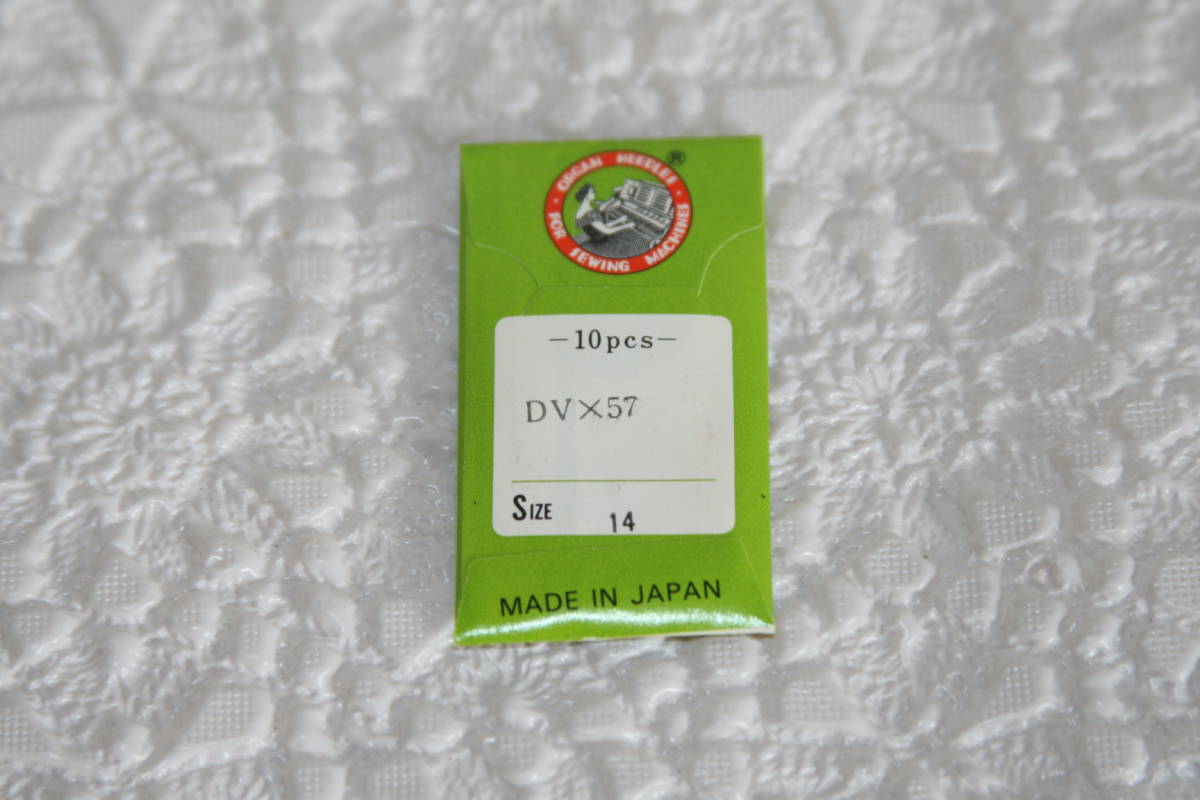 ORGAN NEEDLES ®
FOR SEWING MACHINES
-10pcs-
DV×57
SIZE 14
MADE IN JAPAN